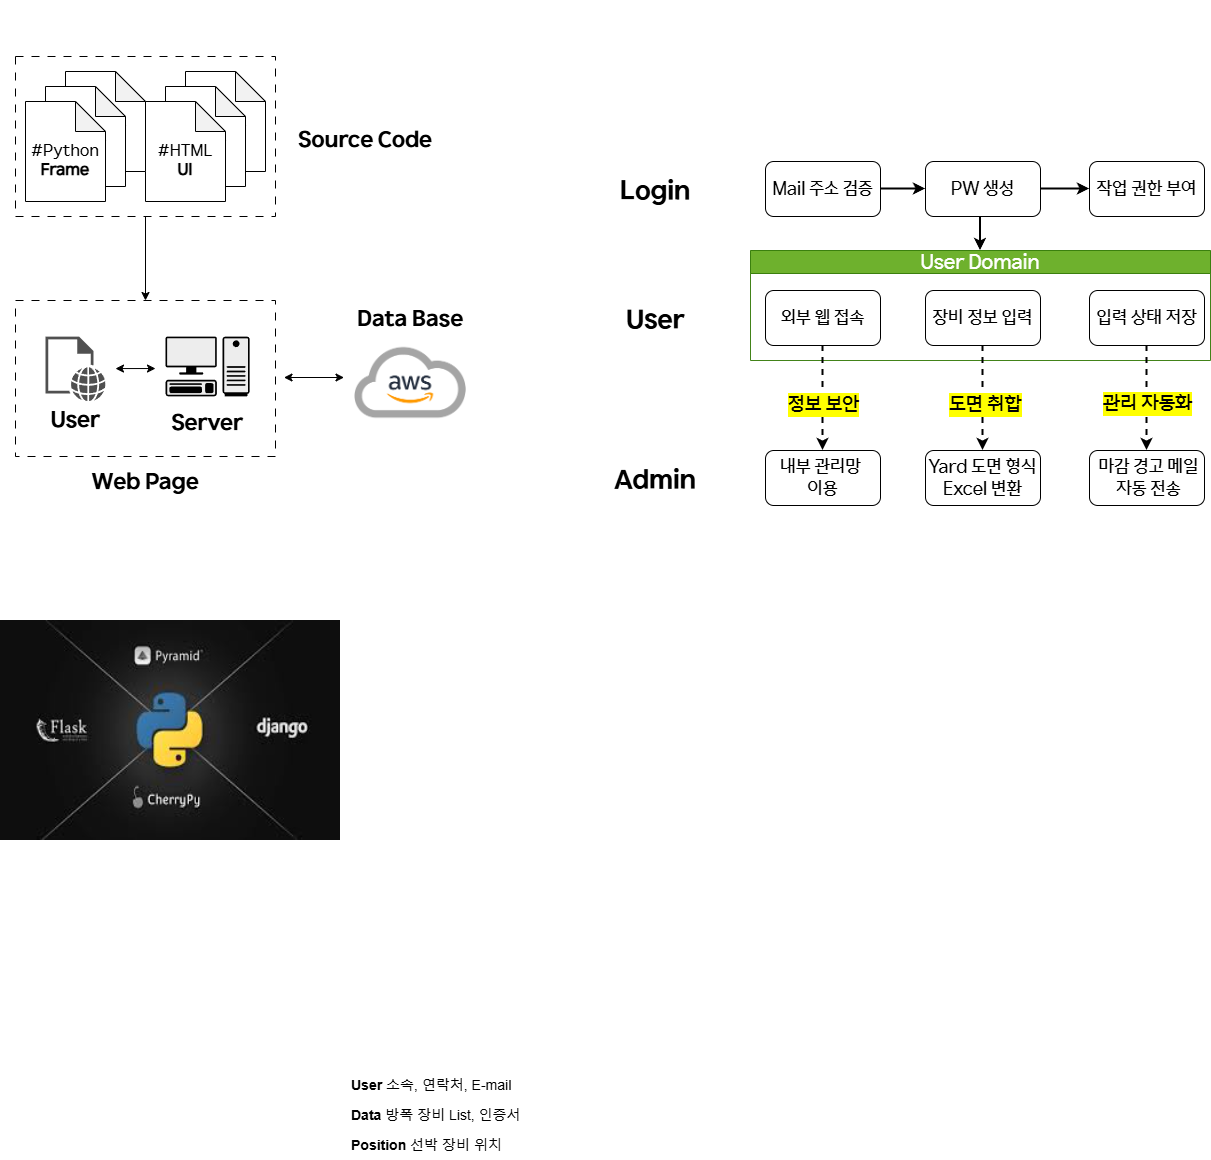 #Python
Frame
#HTML
UI
Source Code
User
Server
Web Page
Data Base
aws
Login
Mail 주소 검증
PW 생성
작업 권한 부여
User Domain
User
외부 웹 접속
장비 정보 입력
입력 상태 저장
정보 보안
도면 취합
관리 자동화
Admin
내부 관리망
이용
Yard 도면 형식
Excel 변환
마감 경고 메일
자동 전송
Pyramid
Flask
django
CherryPy
User 소속, 연락처, E-mail
Data 방폭 장비 List, 인증서
Position 선박 장비 위치